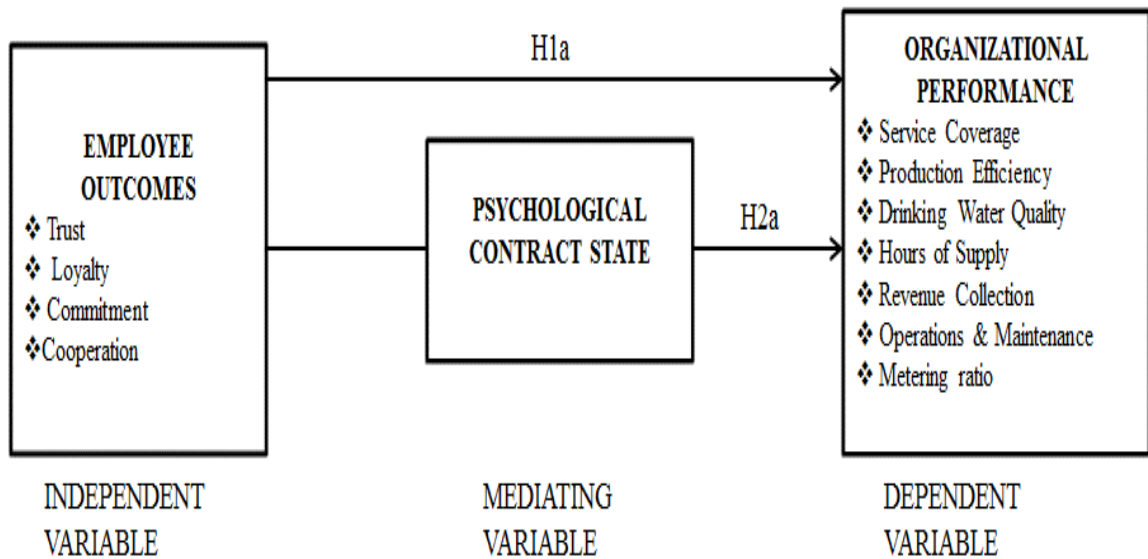 EMPLOYEE
OUTCOMES
❖ Trust
❖ Loyalty
❖ Commitment
❖Cooperation
H1a
PSYCHOLOGICAL
CONTRACT STATE
H2a
ORGANIZATIONAL
PERFORMANCE
❖ Service Coverage
❖ Production Efficiency
❖ Drinking Water Quality
❖ Hours of Supply
❖ Revenue Collection
❖ Operations & Maintenance
❖ Metering ratio
INDEPENDENT
VARIABLE
MEDIATING
VARIABLE
DEPENDENT
VARIABLE